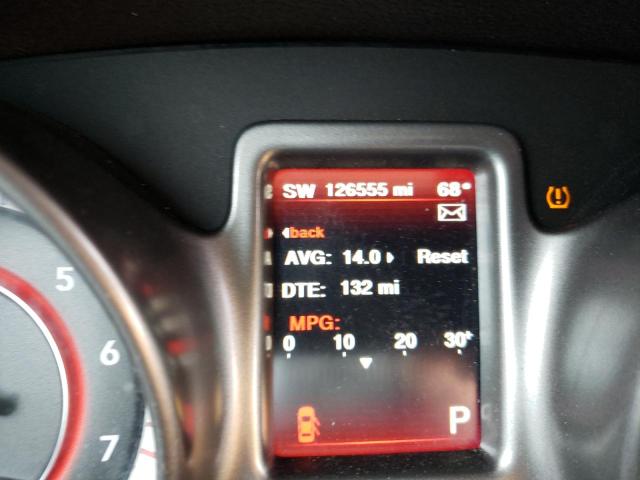 SW 126555 mi 68°
back
AVG: 14.0 Reset
DTE: 132 mi
MPG:
0 10 20 30+
P
5
6
7